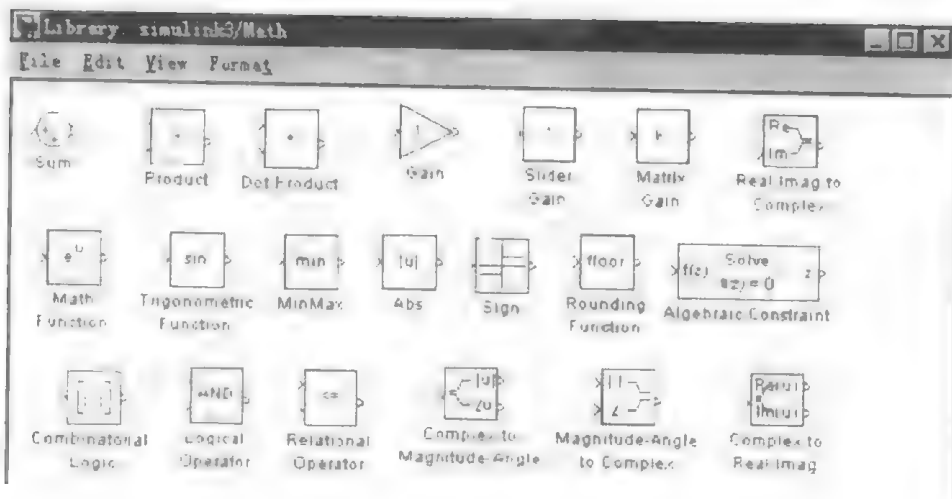 Library: simulink3/Math
File Edit View Format
Sum
Product
Dot Product
1
Gain
Slider
Gain
K
Matrix
Gain
Re
Im
Real Imag to
Complex
e^u
Math
Function
sin
Trigonometric
Function
min
MinMax
|u|
Abs
Sign
floor
Rounding
Function
f(z) Solve
f(z) = 0 z
Algebraic Constraint
Combinatorial
Logic
AND
Logical
Operator
<=
Relational
Operator
|u|
∠u
Complex to
Magnitude-Angle
| |
∠
Magnitude-Angle
to Complex
Re(u)
Im(u)
Complex to
Real Imag